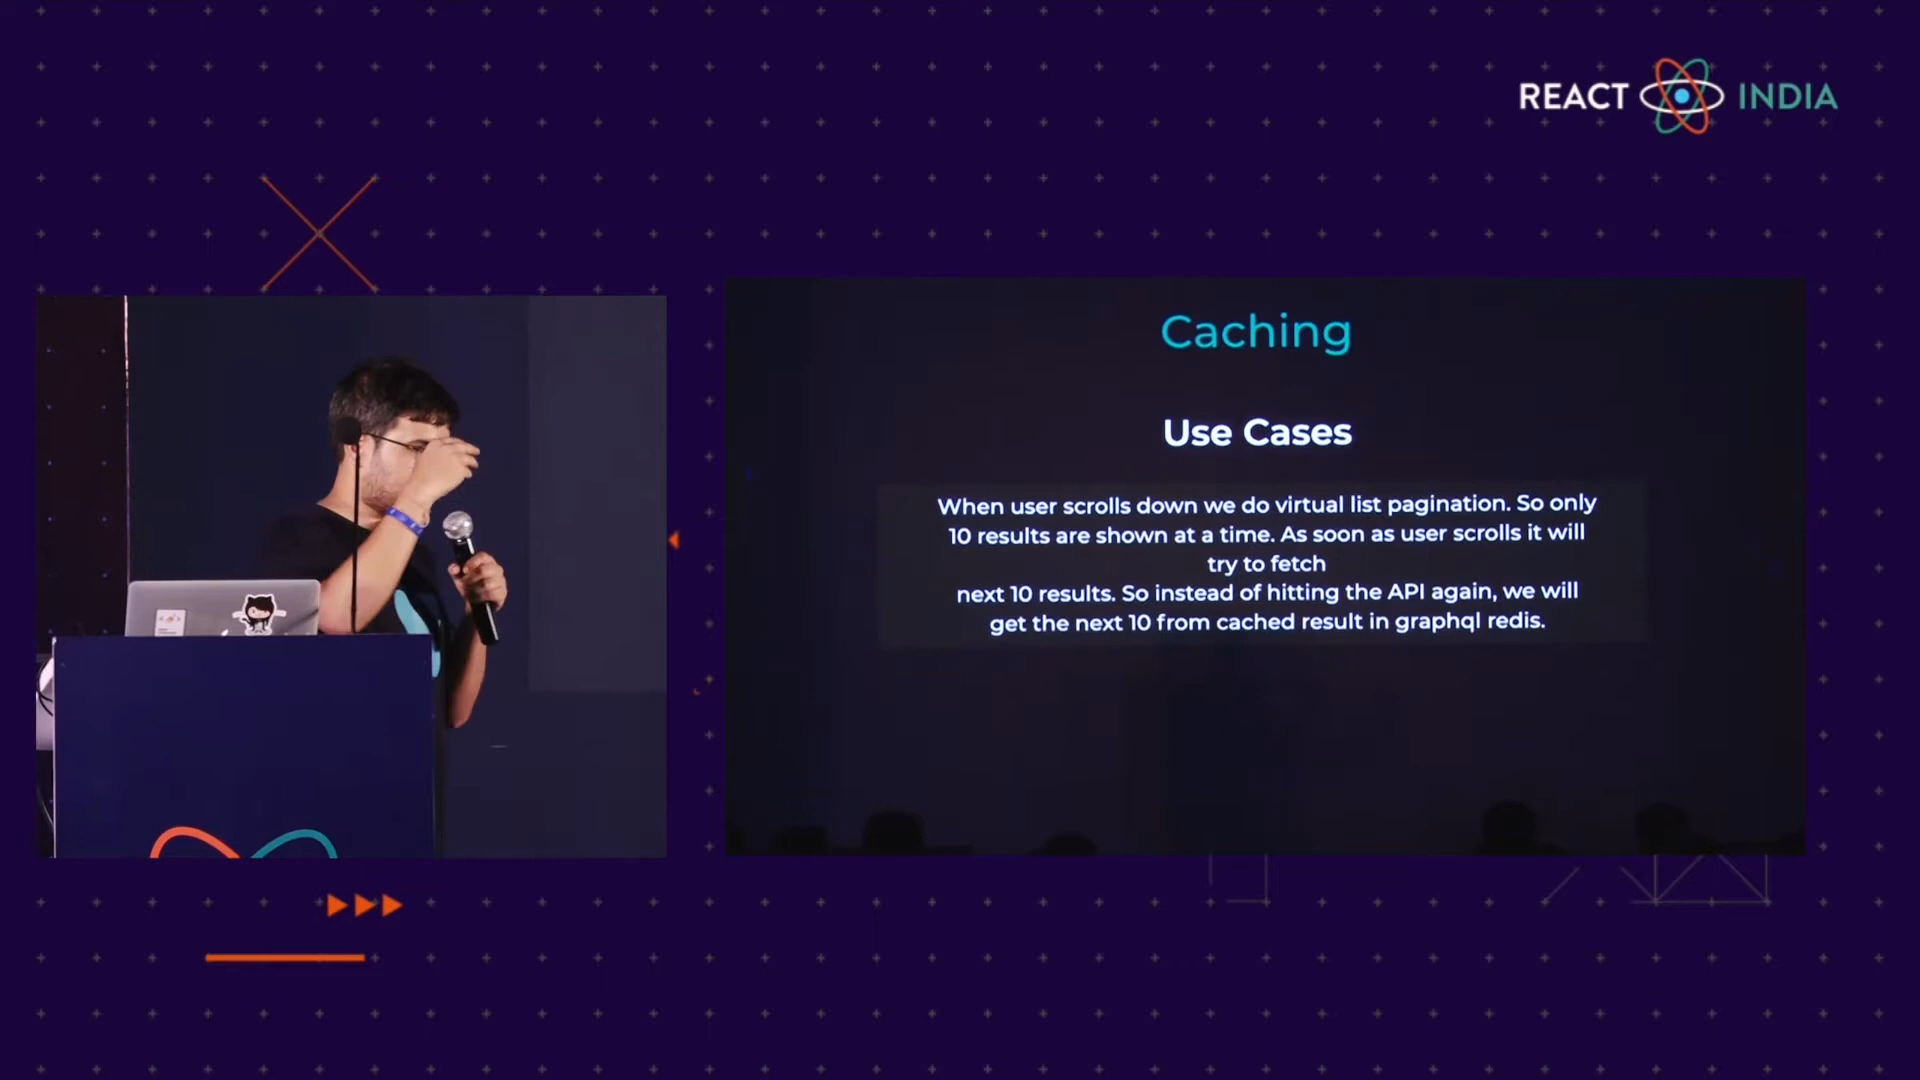 REACT INDIA
Caching
Use Cases
When user scrolls down we do virtual list pagination. So only
10 results are shown at a time. As soon as user scrolls it will
try to fetch
next 10 results. So instead of hitting the API again, we will
get the next 10 from cached result in graphql redis.